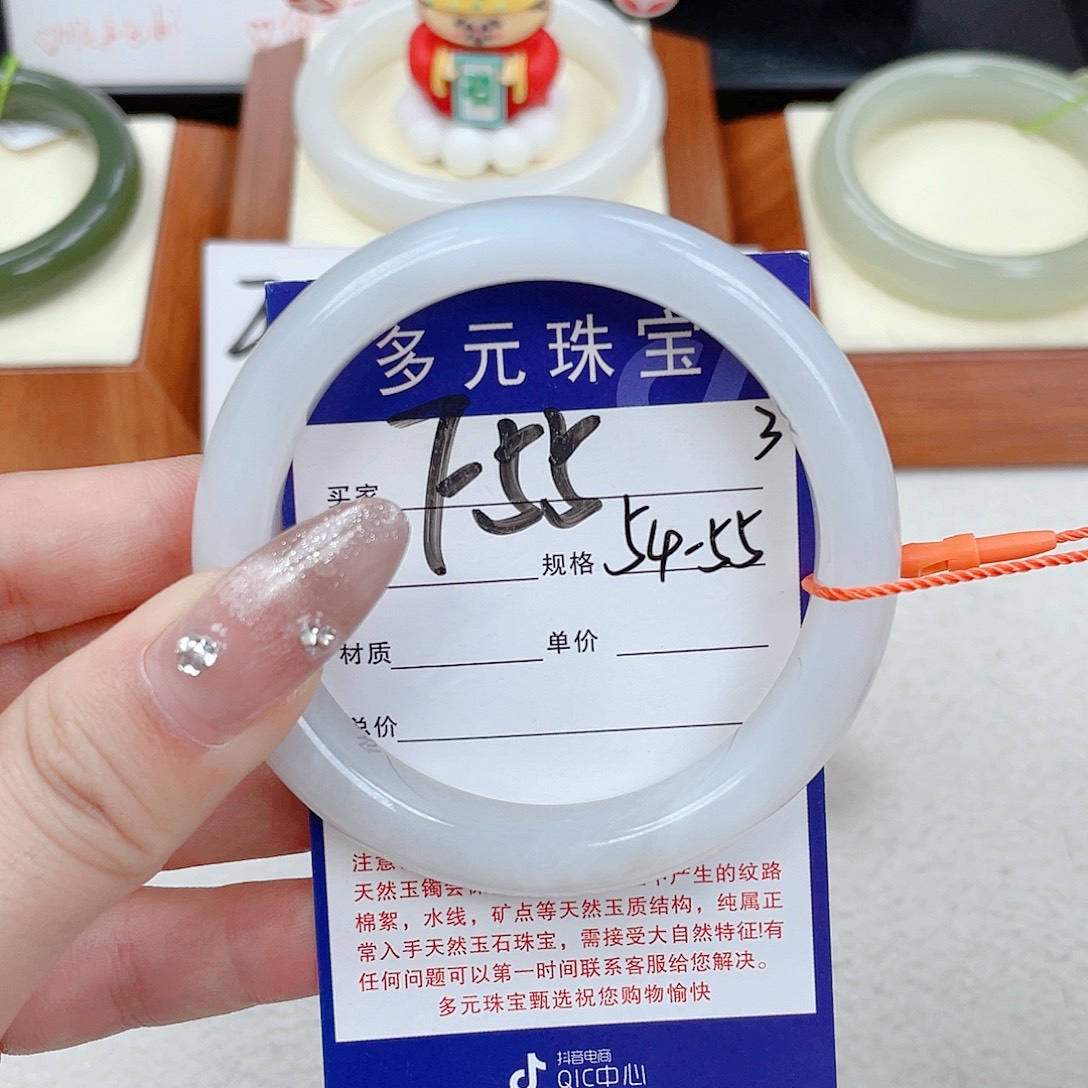 多元珠宝
3
买家 7-55
规格 54-55
材质 单价
总价
注意
天然玉镯会 产生的纹路
棉絮，水线，矿点等天然玉质结构，纯属正
常入手天然玉石珠宝，需接受大自然特征!有
任何问题可以第一时间联系客服给您解决。
多元珠宝甄选祝您购物愉快
抖音电商
QIC中心